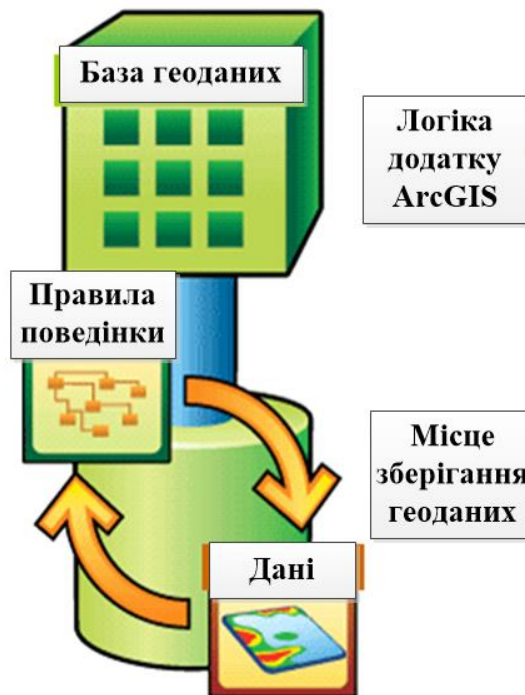 База геоданих
Логіка
додатку
ArcGIS
Правила
поведінки
Місце
зберігання
геоданих
Дані